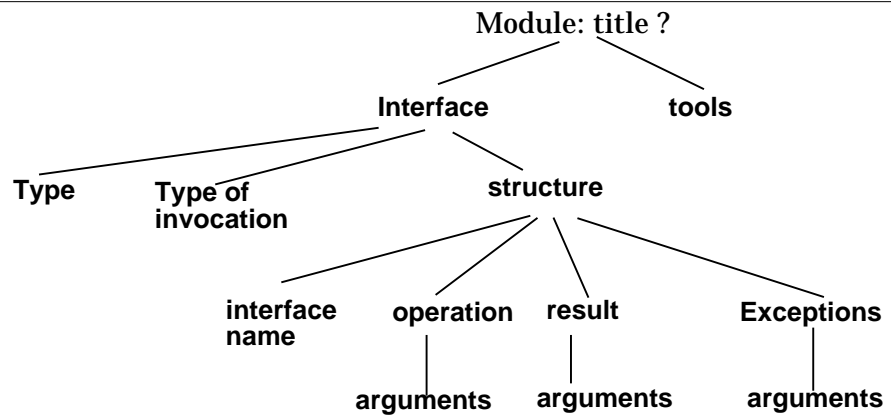 Module: title ?
Interface
tools
Type
Type of
invocation
structure
interface
name
operation
result
Exceptions
arguments
arguments
arguments